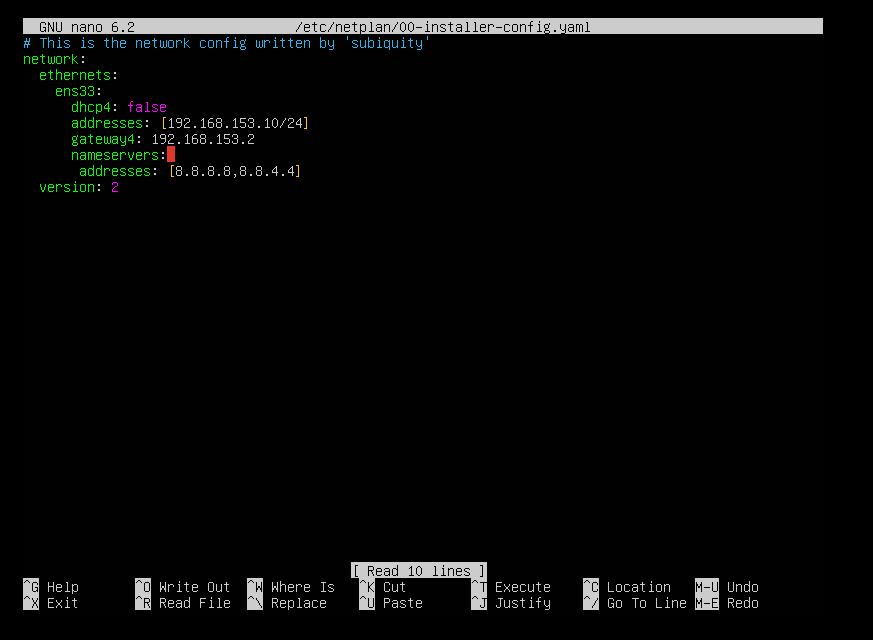 GNU nano 6.2 /etc/netplan/00-installer-config.yaml
# This is the network config written by 'subiquity'
network:
  ethernets:
    ens33:
      dhcp4: false
      addresses: [192.168.153.10/24]
      gateway4: 192.168.153.2
      nameservers:
       addresses: [8.8.8.8,8.8.4.4]
  version: 2
[ Read 10 lines ]
^G Help ^O Write Out ^W Where Is ^K Cut ^T Execute ^C Location M-U Undo
^X Exit ^R Read File ^\ Replace ^U Paste ^J Justify ^/ Go To Line M-E Redo